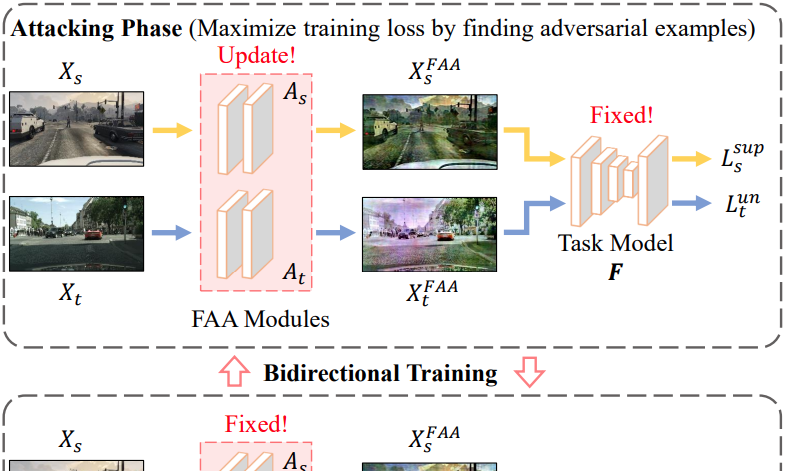 Attacking Phase (Maximize training loss by finding adversarial examples)
Update!
X_s
X_s^{FAA}
A_s
Fixed!
L_s^{sup}
L_t^{un}
Task Model
F
A_t
X_t
X_t^{FAA}
FAA Modules
Bidirectional Training
Fixed!
X_s
X_s^{FAA}
A_s